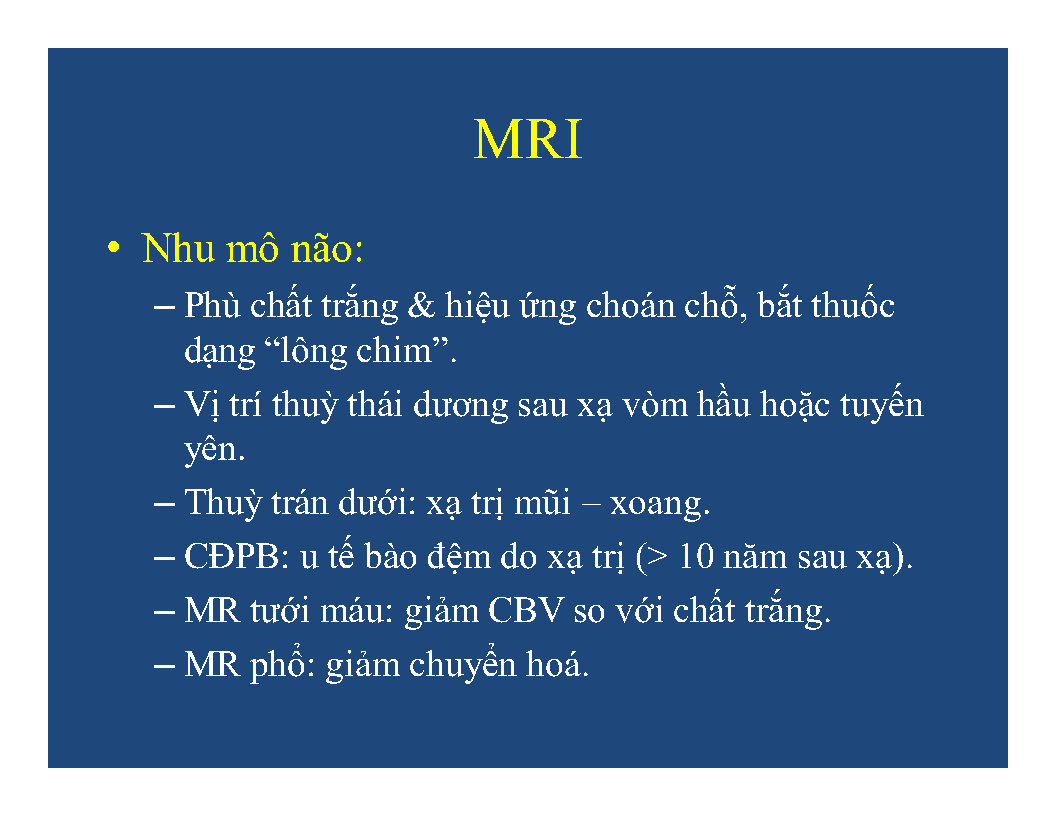 MRI
• Nhu mô não:
– Phù chất trắng & hiệu ứng choán chỗ, bắt thuốc
dạng “lông chim”.
– Vị trí thuỳ thái dương sau xạ vòm hầu hoặc tuyến
yên.
– Thuỳ trán dưới: xạ trị mũi – xoang.
– CĐPB: u tế bào đệm do xạ trị (> 10 năm sau xạ).
– MR tưới máu: giảm CBV so với chất trắng.
– MR phổ: giảm chuyển hoá.